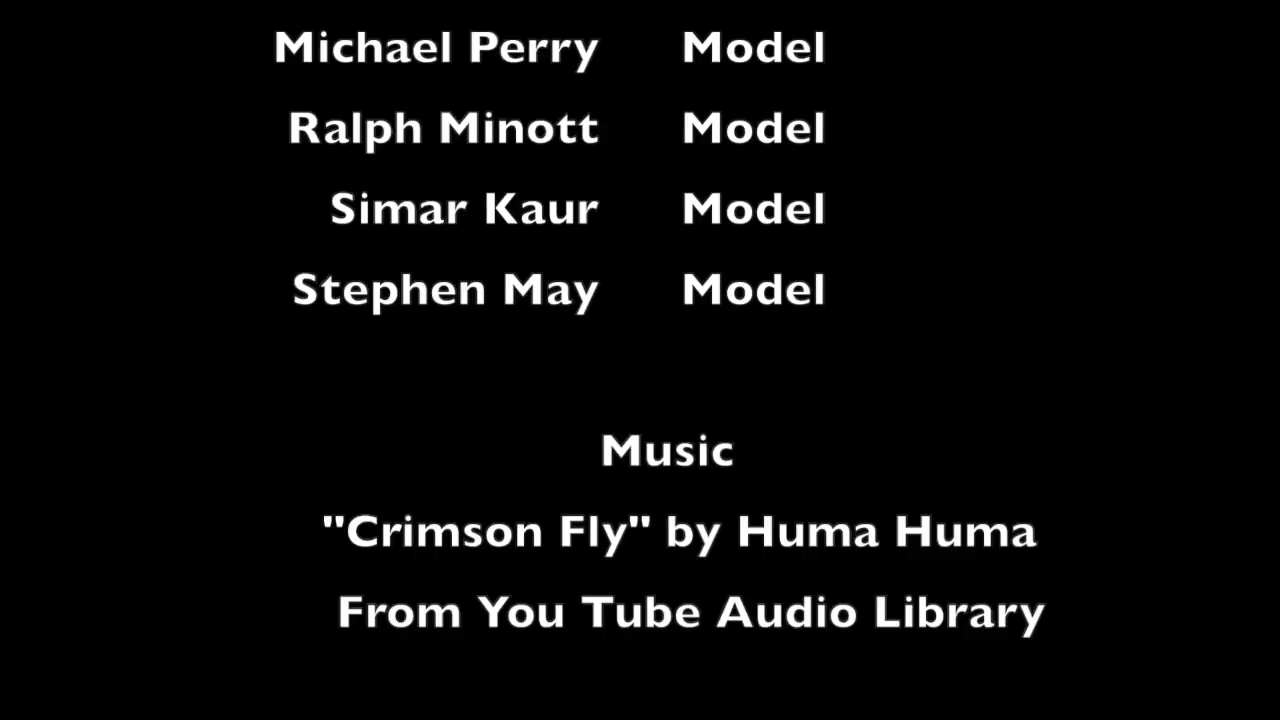 Michael Perry Model
Ralph Minott Model
Simar Kaur Model
Stephen May Model
Music
"Crimson Fly" by Huma Huma
From You Tube Audio Library